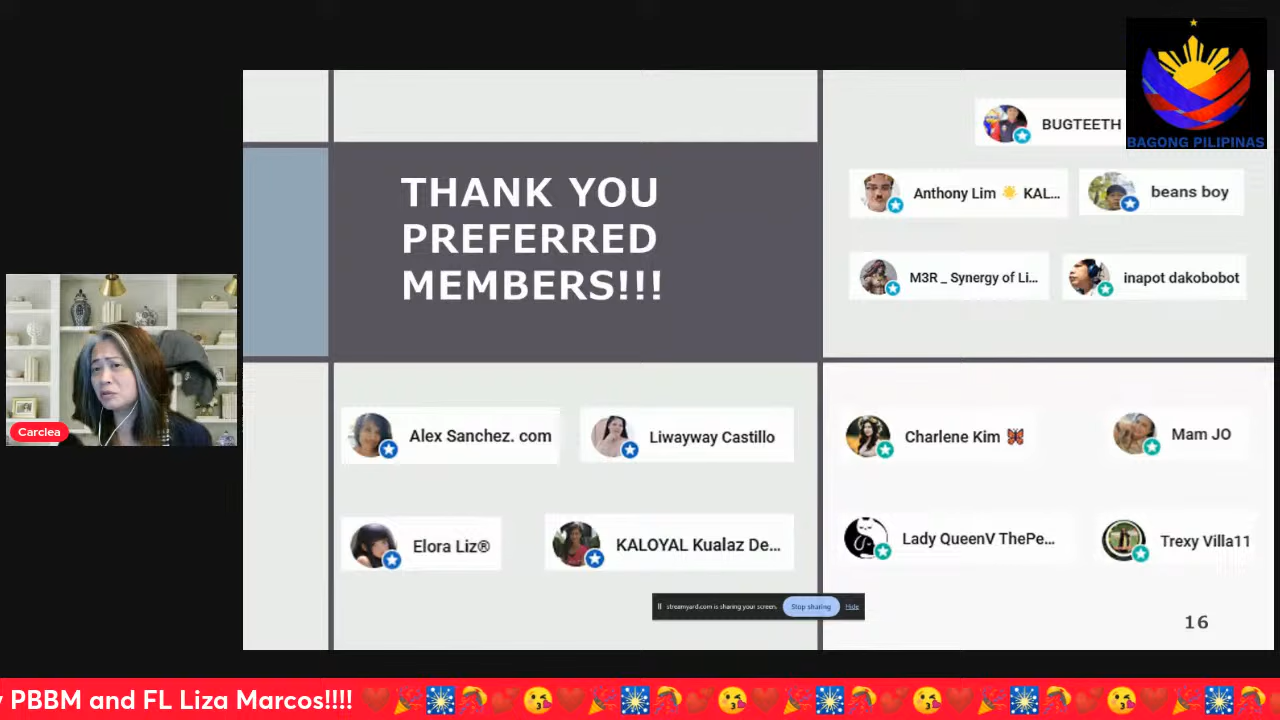 BAGONG PILIPINAS
THANK YOU
PREFERRED
MEMBERS!!!
BUGTEETH
Anthony Lim ☀️ KAL...
beans boy
M3R _ Synergy of Li...
inapot dakobobot
Carclea
Alex Sanchez. com
Liwayway Castillo
Charlene Kim 🦋
Mam JO
Elora Liz®
KALOYAL Kualaz De...
Lady QueenV ThePe...
Trexy Villa11
streamyard.com is sharing your screen.
Stop sharing
Hide
16
PBBM and FL Liza Marcos!!!!